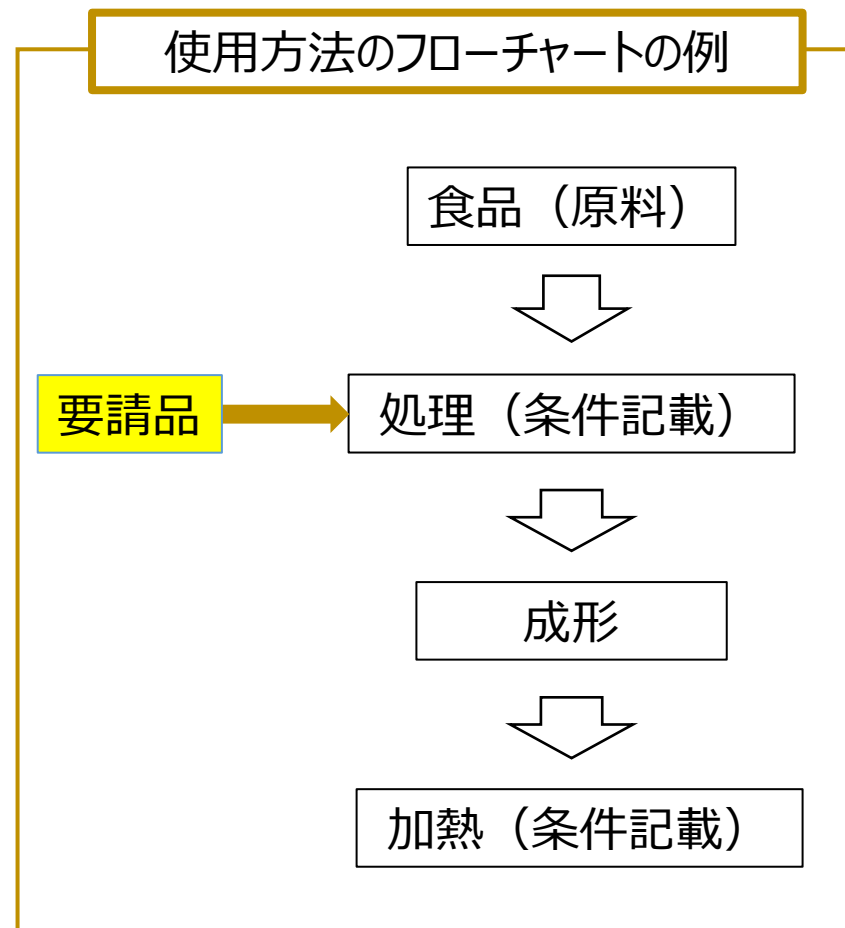 使用方法のフローチャートの例
食品（原料）
要請品
処理（条件記載）
成形
加熱（条件記載）